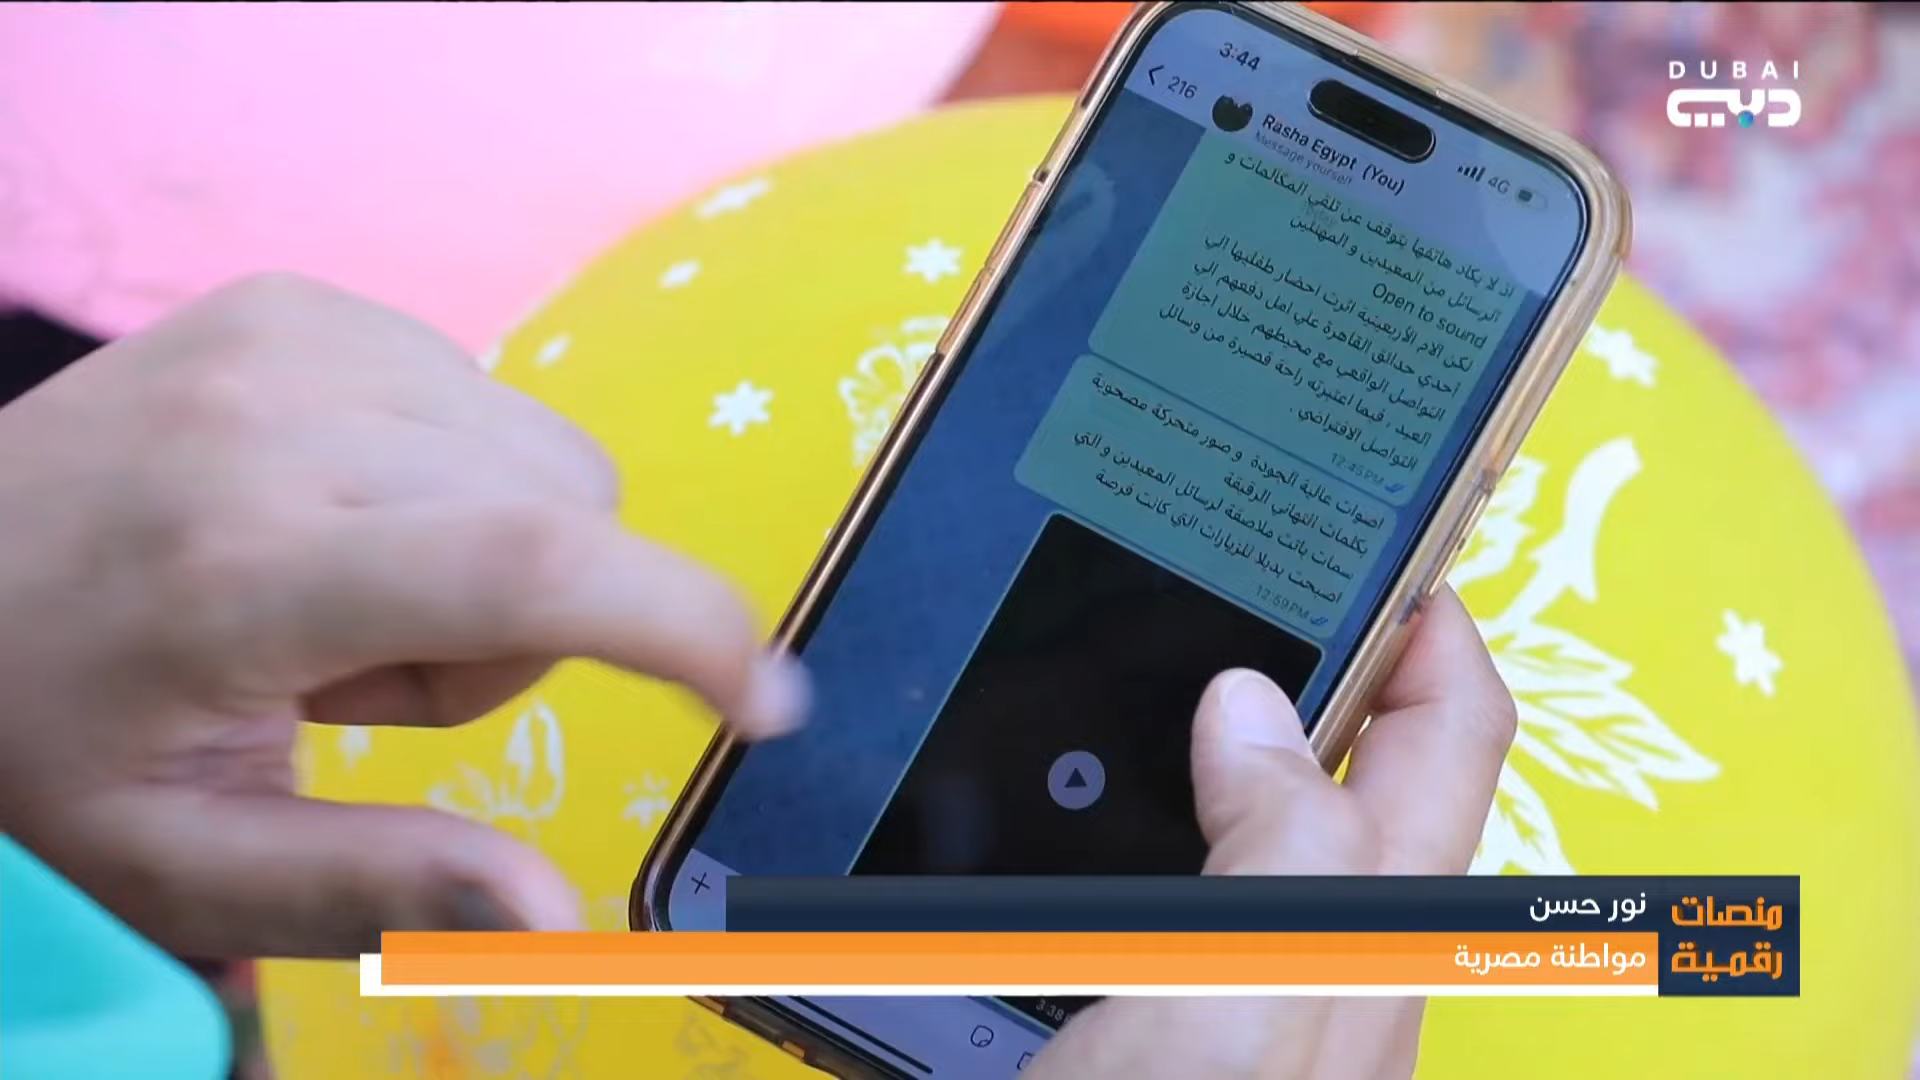 DUBAI
دبي
3:44
216
Rasha Egypt (You)
Message yourself
4G
اذ لا يكاد هاتفها يتوقف عن تلقي المكالمات و
الرسائل من المعيدين و المهنئين
Open to sound
لكن الام الأربعينية اثرت احضار طفليها الي
احدي حدائق القاهرة علي امل دفعهم الي
التواصل الواقعي مع محيطهم خلال اجازة
العيد ، فيما اعتبرته راحة قصيرة من وسائل
التواصل الافتراضي .
12:45 PM
اصوات عالية الجودة و صور متحركة مصحوبة
بكلمات التهاني الرقيقة
سمات باتت ملاصقة لرسائل المعيدين و التي
اصبحت بديلا للزيارات التي كانت فرصة
12:59 PM
3:38
نور حسن
مواطنة مصرية
منصات
رقمية